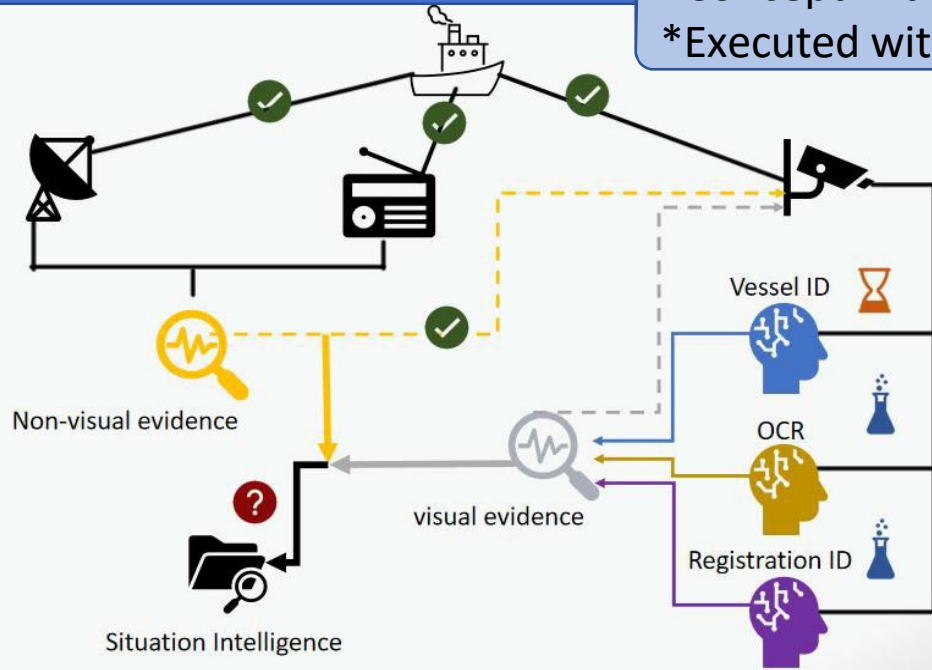 *Executed wit
Vessel ID
Non-visual evidence
OCR
visual evidence
?
Registration ID
Situation Intelligence